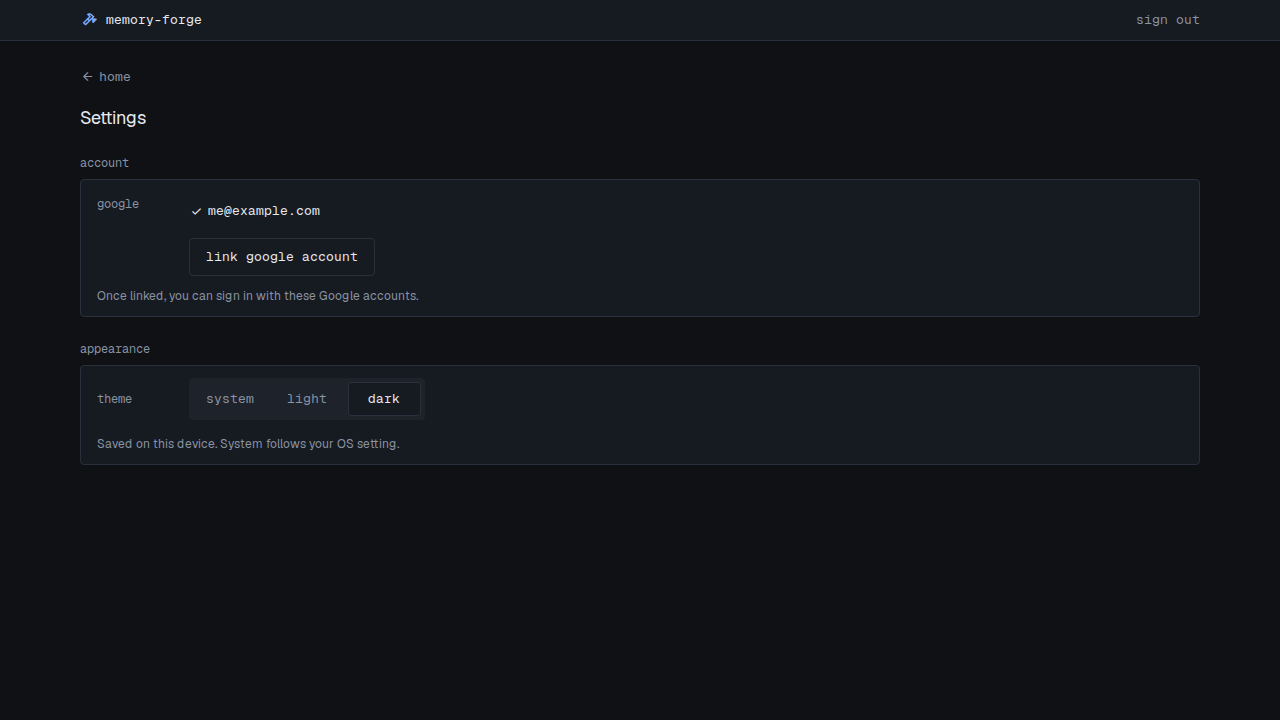 memory-forge
sign out
← home
Settings
account
google
✓ me@example.com
link google account
Once linked, you can sign in with these Google accounts.
appearance
theme
system light dark
Saved on this device. System follows your OS setting.